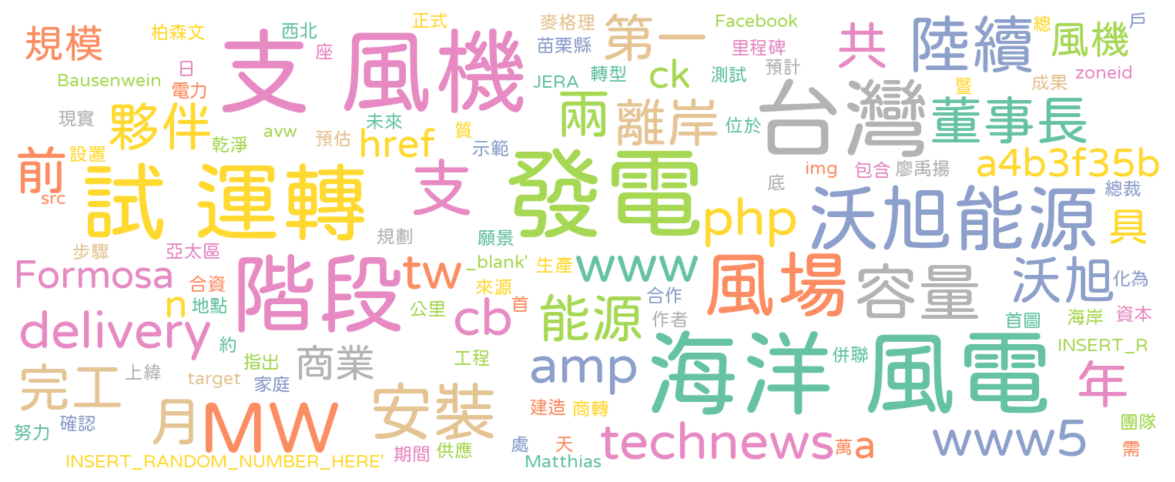 規模
柏森文
西北
正式
麥格理
第一
Facebook
共
陸續
總
戶
風機
座
支 風機
苗栗縣
里程碑
zoneid
Bausenwein
日
電力
JERA
轉型
ck
測試
預計
暨
成果
現實
夥伴
avw
預估
未來
兩
離岸
位於
台灣
董事長
設置
乾淨
href
質
示範
前
src
試 運轉
支
發電
底
img
包含
廖禹揚
a4b3f35b
php
沃旭能源
總裁
具
步驟
亞太區
規劃
願景
Formosa
合資
n
地點
階段
tw
_blank'
來源
首
生產
www
風場
容量
沃旭
化為
delivery
約
公里
cb
能源
合作
作者
首圖
海岸
資本
指出
商業
工程
amp
海洋 風電
併聯
INSERT_R
完工
上緯
target
家庭
年
月
MW
安裝
建造
商轉
努力
確認
期間
供應
處
天
technews
萬
a
www5
團隊
需
INSERT_RANDOM_NUMBER_HERE'
Matthias